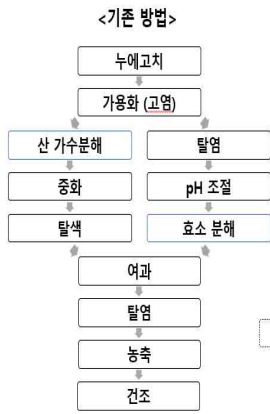 <기존 방법>
누에고치
가용화 (고염)
산 가수분해
탈염
중화
pH 조절
탈색
효소 분해
여과
탈염
농축
건조